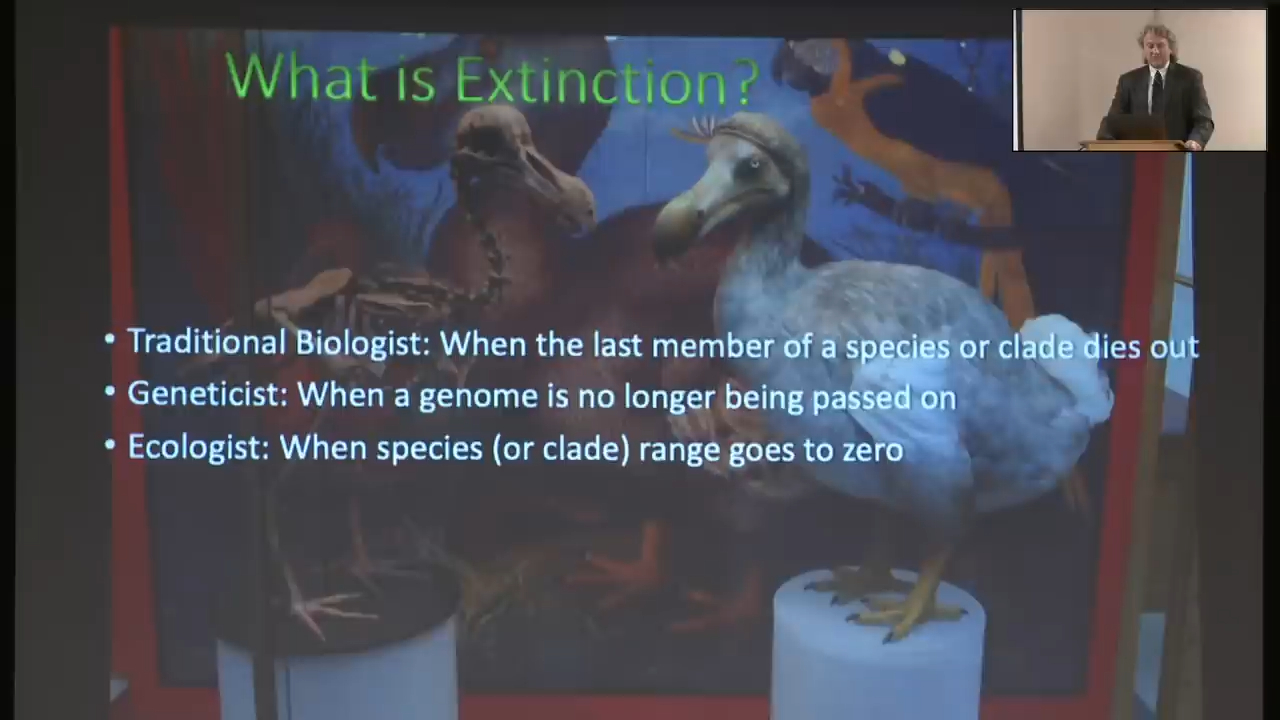 What is Extinction?
• Traditional Biologist: When the last member of a species or clade dies out
• Geneticist: When a genome is no longer being passed on
• Ecologist: When species (or clade) range goes to zero